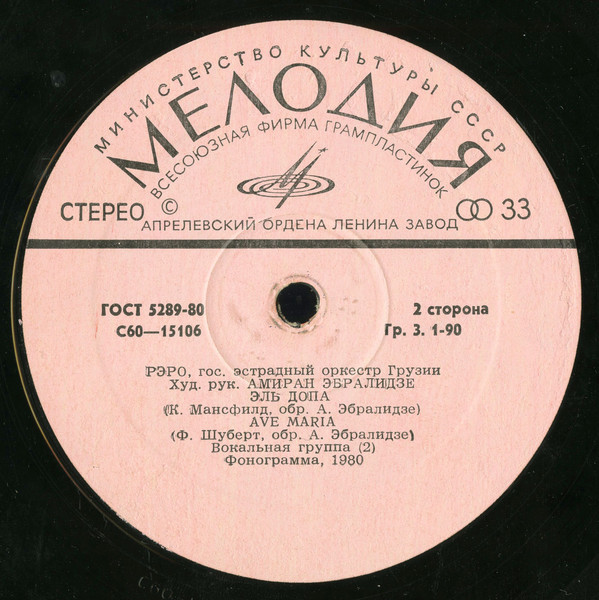 МИНИСТЕРСТВО КУЛЬТУРЫ СССР
МЕЛОДИЯ
ВСЕСОЮЗНАЯ ФИРМА ГРАМПЛАСТИНОК
СТЕРЕО © 33
АПРЕЛЕВСКИЙ ОРДЕНА ЛЕНИНА ЗАВОД
ГОСТ 5289-80 2 сторона
С60—15106 Гр. 3. 1-90
РЭРО, гос. эстрадный оркестр Грузии
Худ. рук. АМИРАН ЭБРАЛИДЗЕ
ЭЛЬ ДОПА
(К. Мансфилд, обр. А. Эбралидзе)
AVE MARIA
(Ф. Шуберт, обр. А. Эбралидзе)
Вокальная группа (2)
Фонограмма, 1980